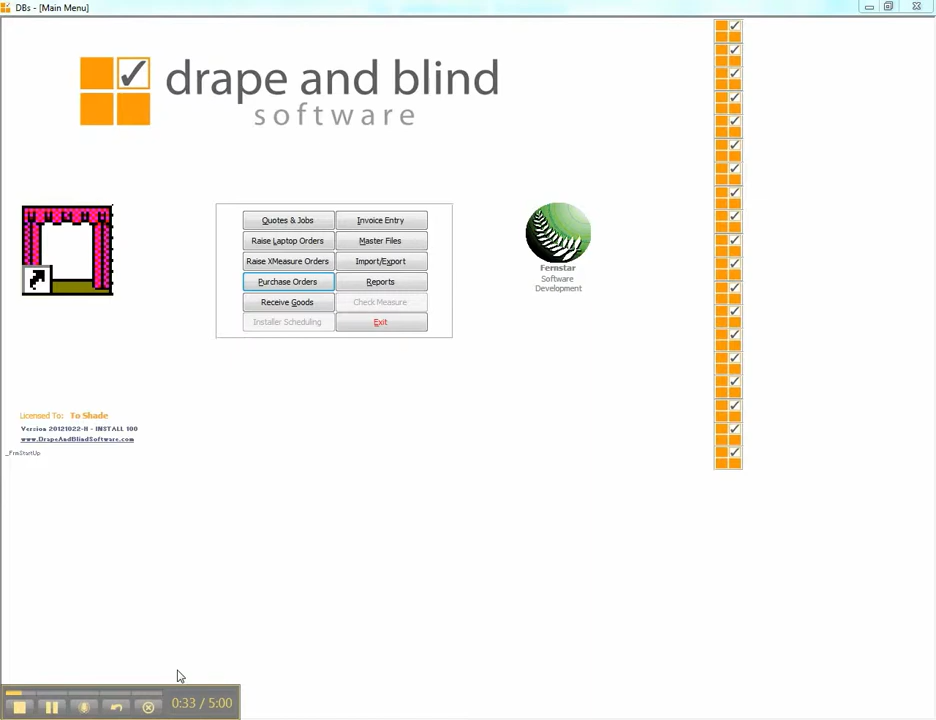 DBs - [Main Menu]
drape and blind
software
Quotes & Jobs
Invoice Entry
Raise Laptop Orders
Master Files
Raise XMeasure Orders
Import/Export
Purchase Orders
Reports
Receive Goods
Check Measure
Installer Scheduling
Exit
Fernstar
Software
Development
Licensed To: To Shade
Version 20121022-H - INSTALL 100
www.DrapeAndBlindSoftware.com
_FrmStartUp
0:33 / 5:00